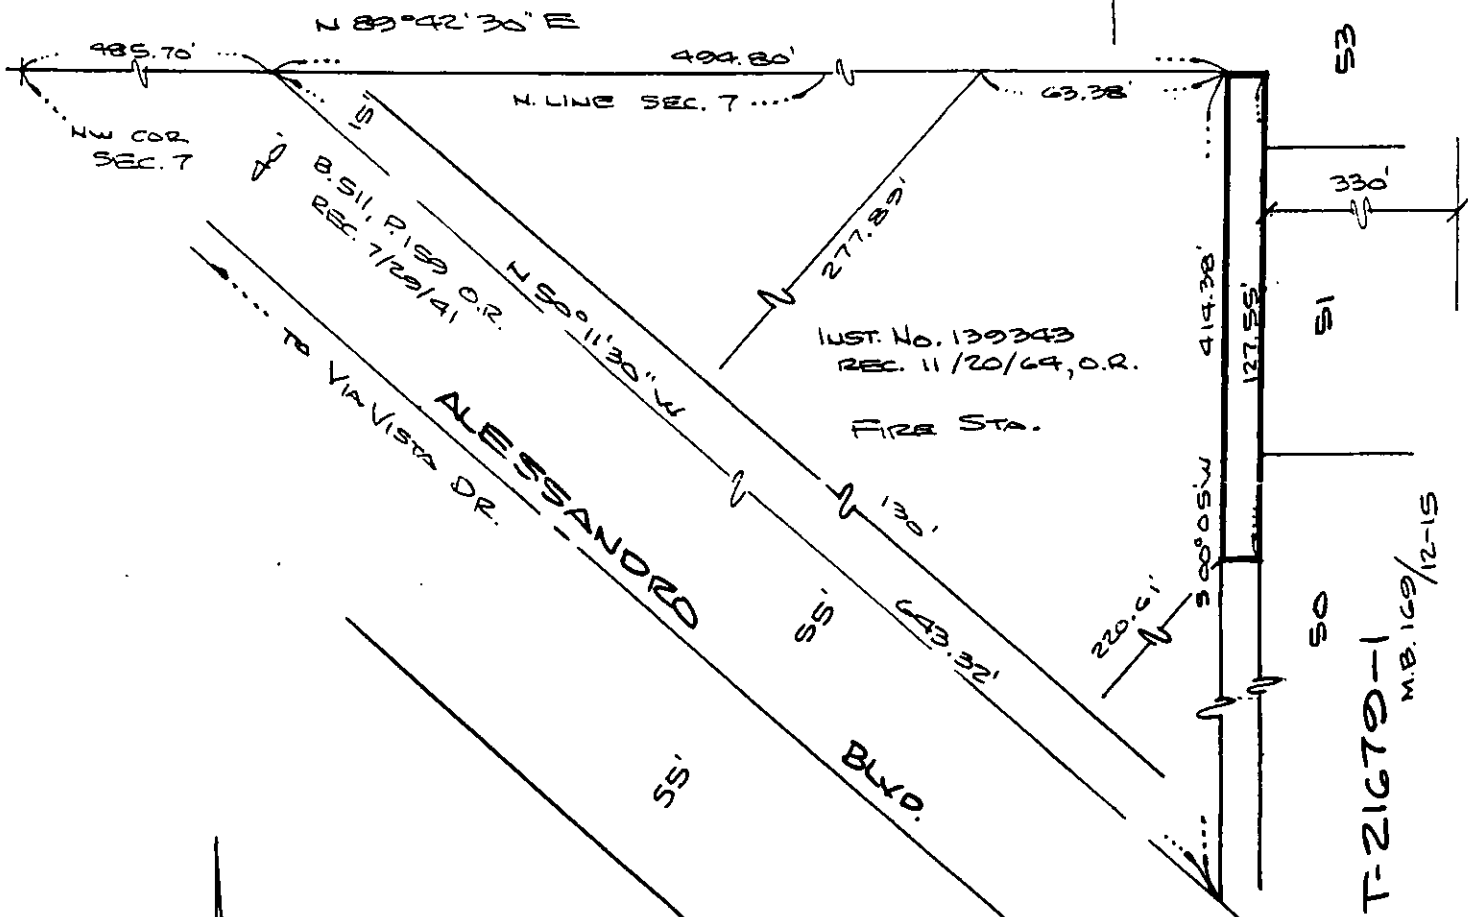 N 89°42'30" E
485.70'
494.80'
N. LINE SEC. 7
63.38'
NW COR
SEC. 7
15'
40'
B. 511, P. 159 O.R.
REC. 7/29/41
N 50°11'30" W
277.89'
330'
53
51
50
414.38'
127.55'
S 00°05'W
INST. No. 139343
REC. 11/20/64, O.R.
FIRE STA.
TO VIA VISTA DR.
ALESSANDRO
BLVD.
130'
55'
643.32'
220.61'
55'
T-21679-1
M.B. 169/12-15